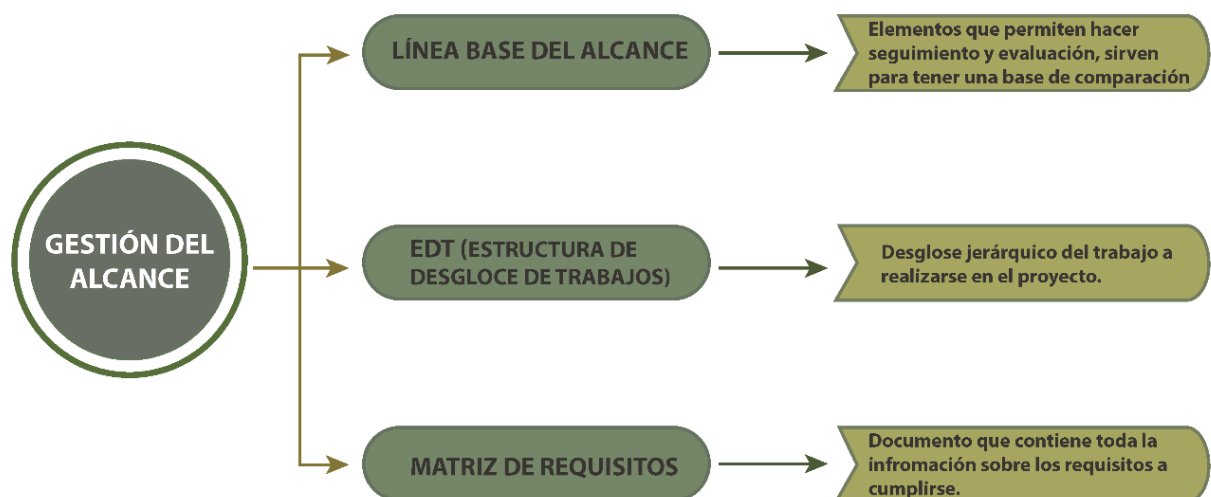 GESTIÓN DEL
ALCANCE
LÍNEA BASE DEL ALCANCE
Elementos que permiten hacer
seguimiento y evaluación, sirven
para tener una base de comparación
EDT (ESTRUCTURA DE
DESGLOCE DE TRABAJOS)
Desglose jerárquico del trabajo a
realizarse en el proyecto.
MATRIZ DE REQUISITOS
Documento que contiene toda la
infromación sobre los requisitos a
cumplirse.